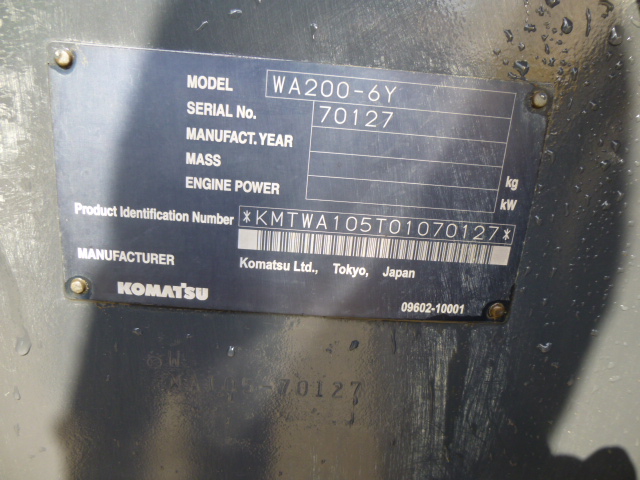 MODEL WA200-6Y
SERIAL No. 70127
MANUFACT.YEAR
MASS kg
ENGINE POWER kW
Product Identification Number *KMTWA105T01070127*
MANUFACTURER Komatsu Ltd., Tokyo, Japan
KOMATSU 09602-10001
6W
70127